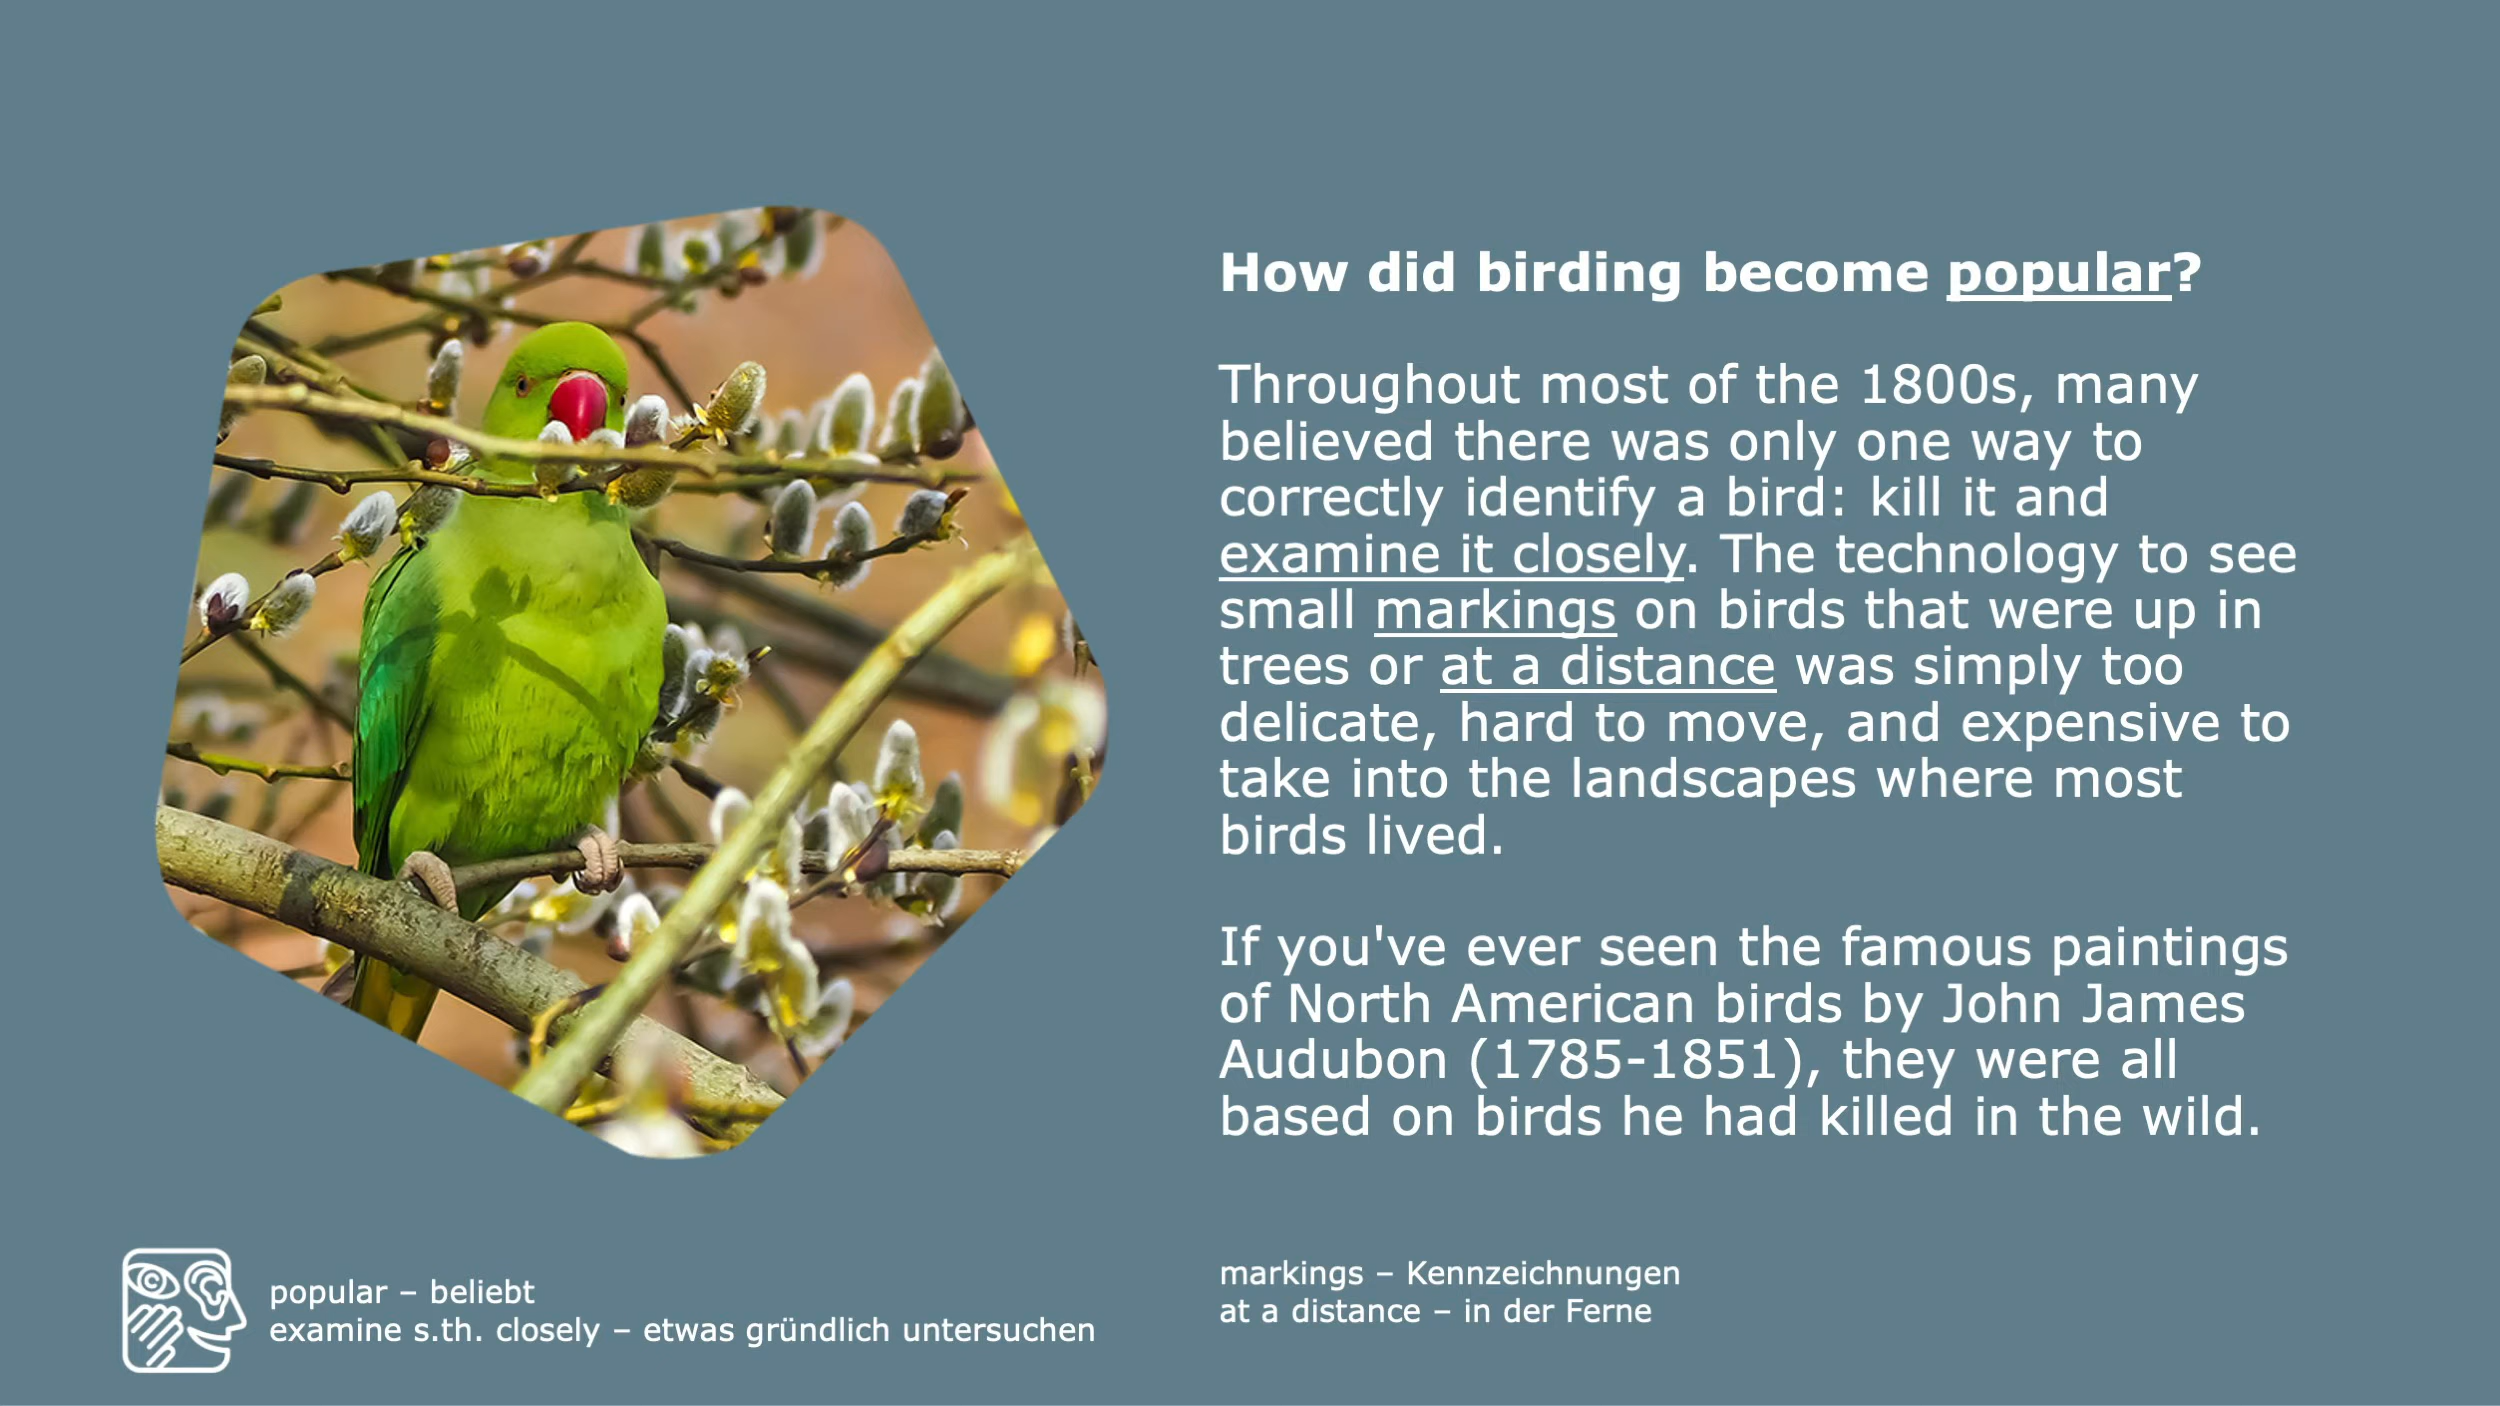 How did birding become popular?
Throughout most of the 1800s, many
believed there was only one way to
correctly identify a bird: kill it and
examine it closely. The technology to see
small markings on birds that were up in
trees or at a distance was simply too
delicate, hard to move, and expensive to
take into the landscapes where most
birds lived.
If you've ever seen the famous paintings
of North American birds by John James
Audubon (1785-1851), they were all
based on birds he had killed in the wild.
popular – beliebt
examine s.th. closely – etwas gründlich untersuchen
markings – Kennzeichnungen
at a distance – in der Ferne